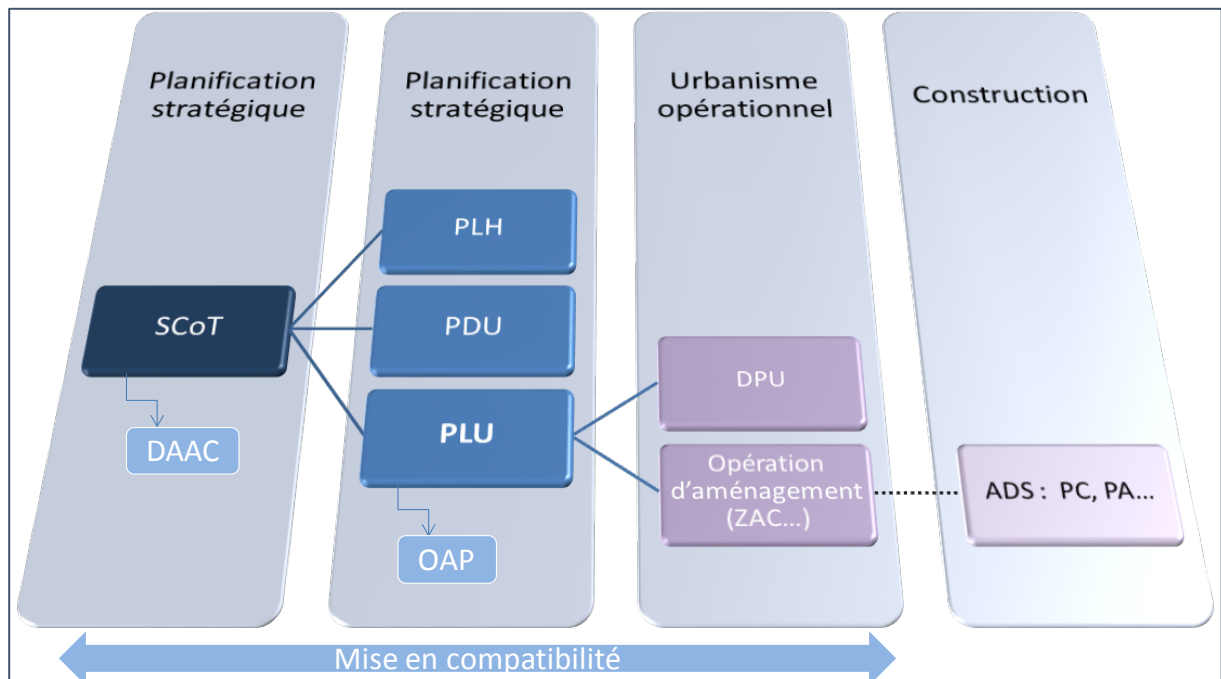 Planification
stratégique
Planification
stratégique
Urbanisme
opérationnel
Construction
PLH
SCoT
PDU
DPU
DAAC
PLU
Opération
d'aménagement
(ZAC...)
ADS : PC, PA...
OAP
Mise en compatibilité